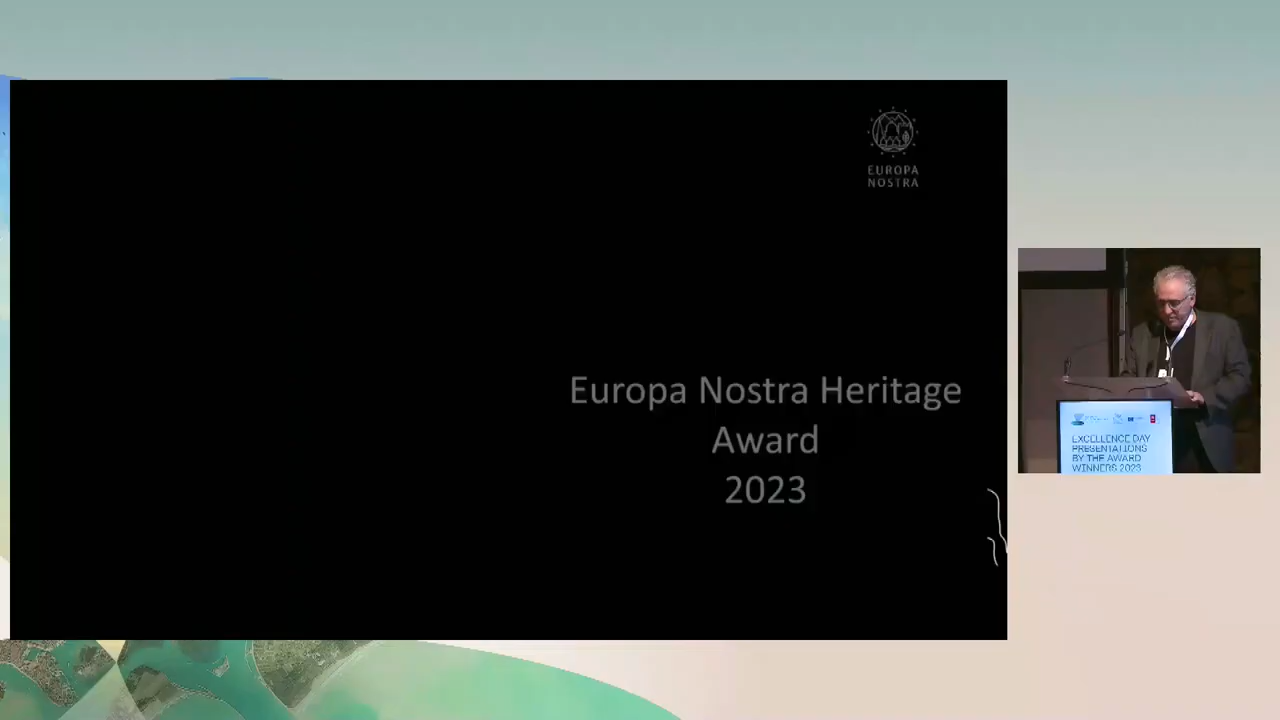 EUROPA
NOSTRA
Europa Nostra Heritage
Award
2023
EXCELLENCE DAY
PRESENTATIONS
BY THE AWARD
WINNERS 2023